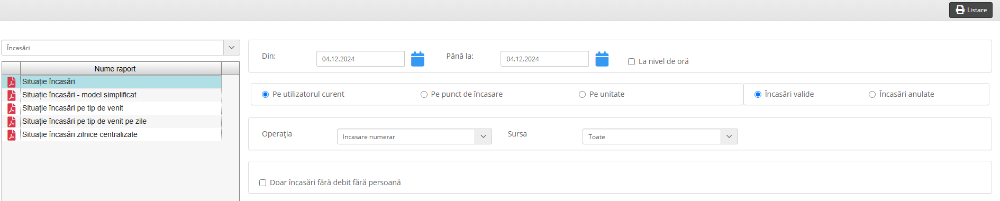 Listare
Încasări
Nume raport
Situație încasări
Situație încasări - model simplificat
Situație încasări pe tip de venit
Situație încasări pe tip de venit pe zile
Situație încasări zilnice centralizate
Din: 04.12.2024 Până la: 04.12.2024 La nivel de oră
Pe utilizatorul curent Pe punct de încasare Pe unitate Încasări valide Încasări anulate
Operaţia Incasare numerar Sursa Toate
Doar încasări fără debit fără persoană